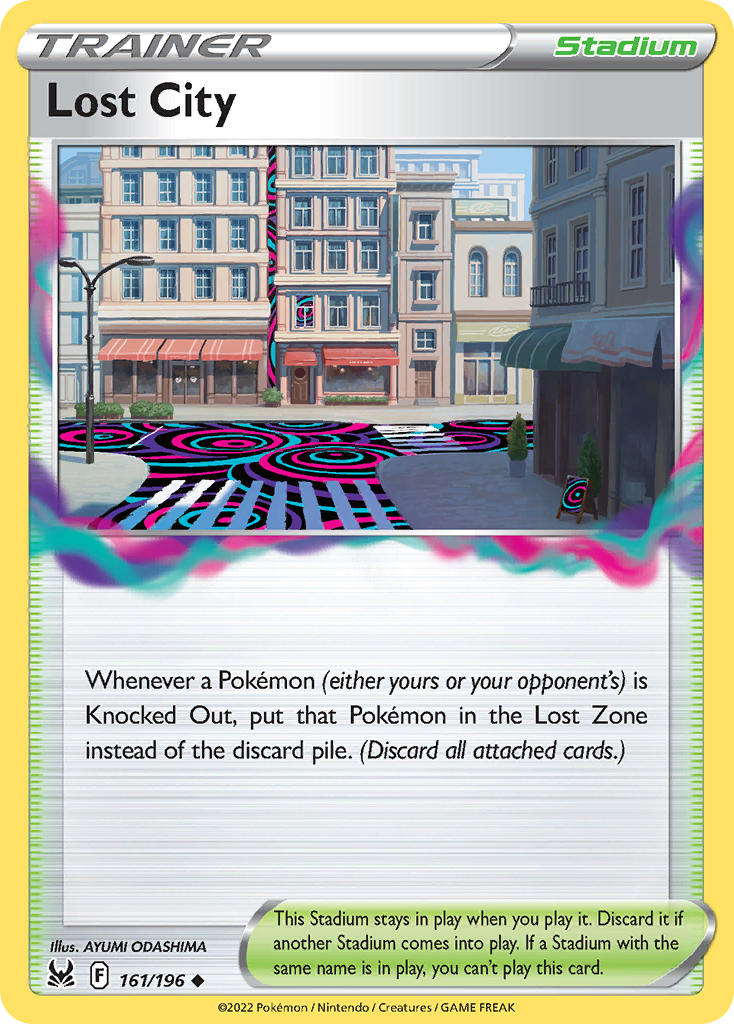 TRAINER
Stadium
Lost City
Whenever a Pokémon (either yours or your opponent's) is
Knocked Out, put that Pokémon in the Lost Zone
instead of the discard pile. (Discard all attached cards.)
This Stadium stays in play when you play it. Discard it if
another Stadium comes into play. If a Stadium with the
same name is in play, you can't play this card.
Illus. AYUMI ODASHIMA
F
161/196
©2022 Pokémon / Nintendo / Creatures / GAME FREAK